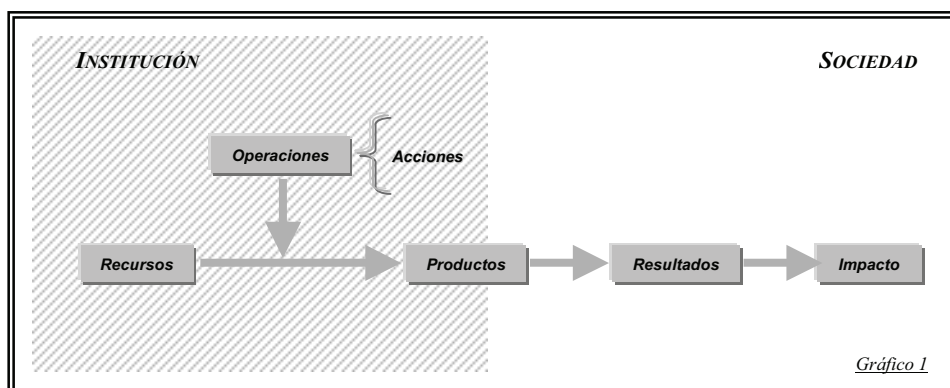 INSTITUCIÓN
SOCIEDAD
Operaciones
Acciones
Recursos
Productos
Resultados
Impacto
Gráfico 1